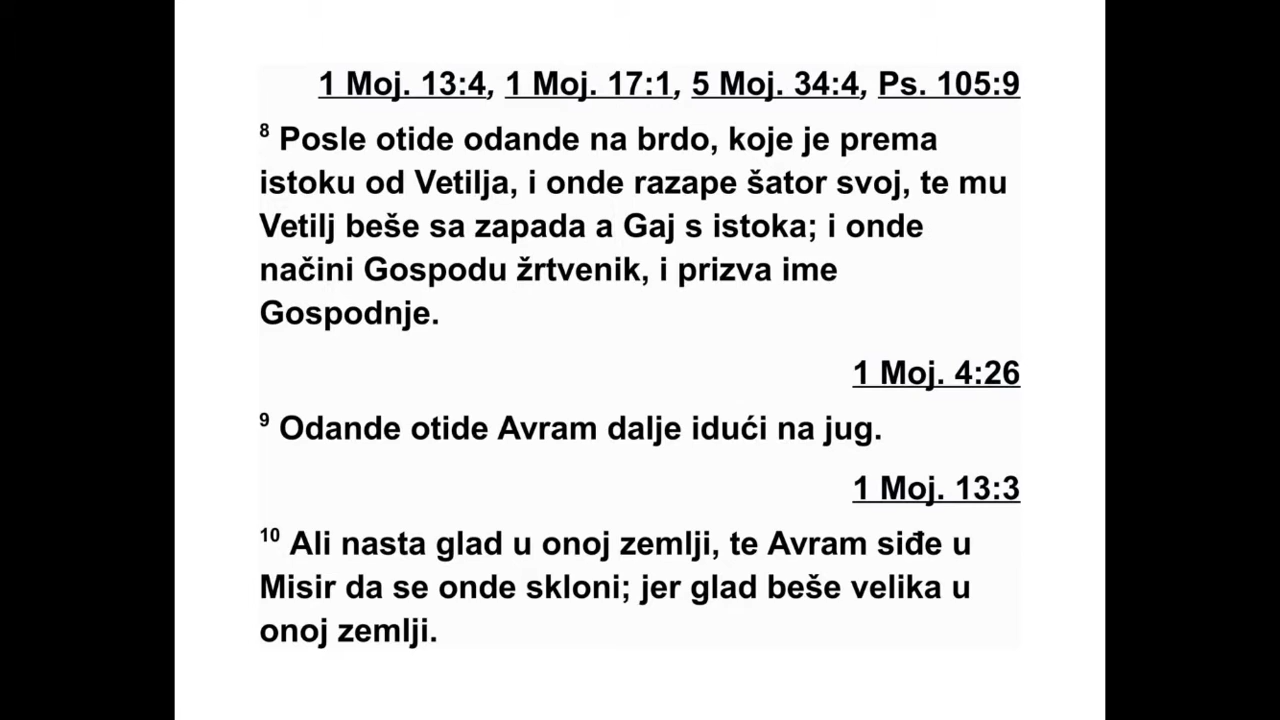 1 Moj. 13:4, 1 Moj. 17:1, 5 Moj. 34:4, Ps. 105:9
8 Posle otide odande na brdo, koje je prema
istoku od Vetilja, i onde razape šator svoj, te mu
Vetilj beše sa zapada a Gaj s istoka; i onde
načini Gospodu žrtvenik, i prizva ime
Gospodnje.
1 Moj. 4:26
9 Odande otide Avram dalje idući na jug.
1 Moj. 13:3
10 Ali nasta glad u onoj zemlji, te Avram siđe u
Misir da se onde skloni; jer glad beše velika u
onoj zemlji.